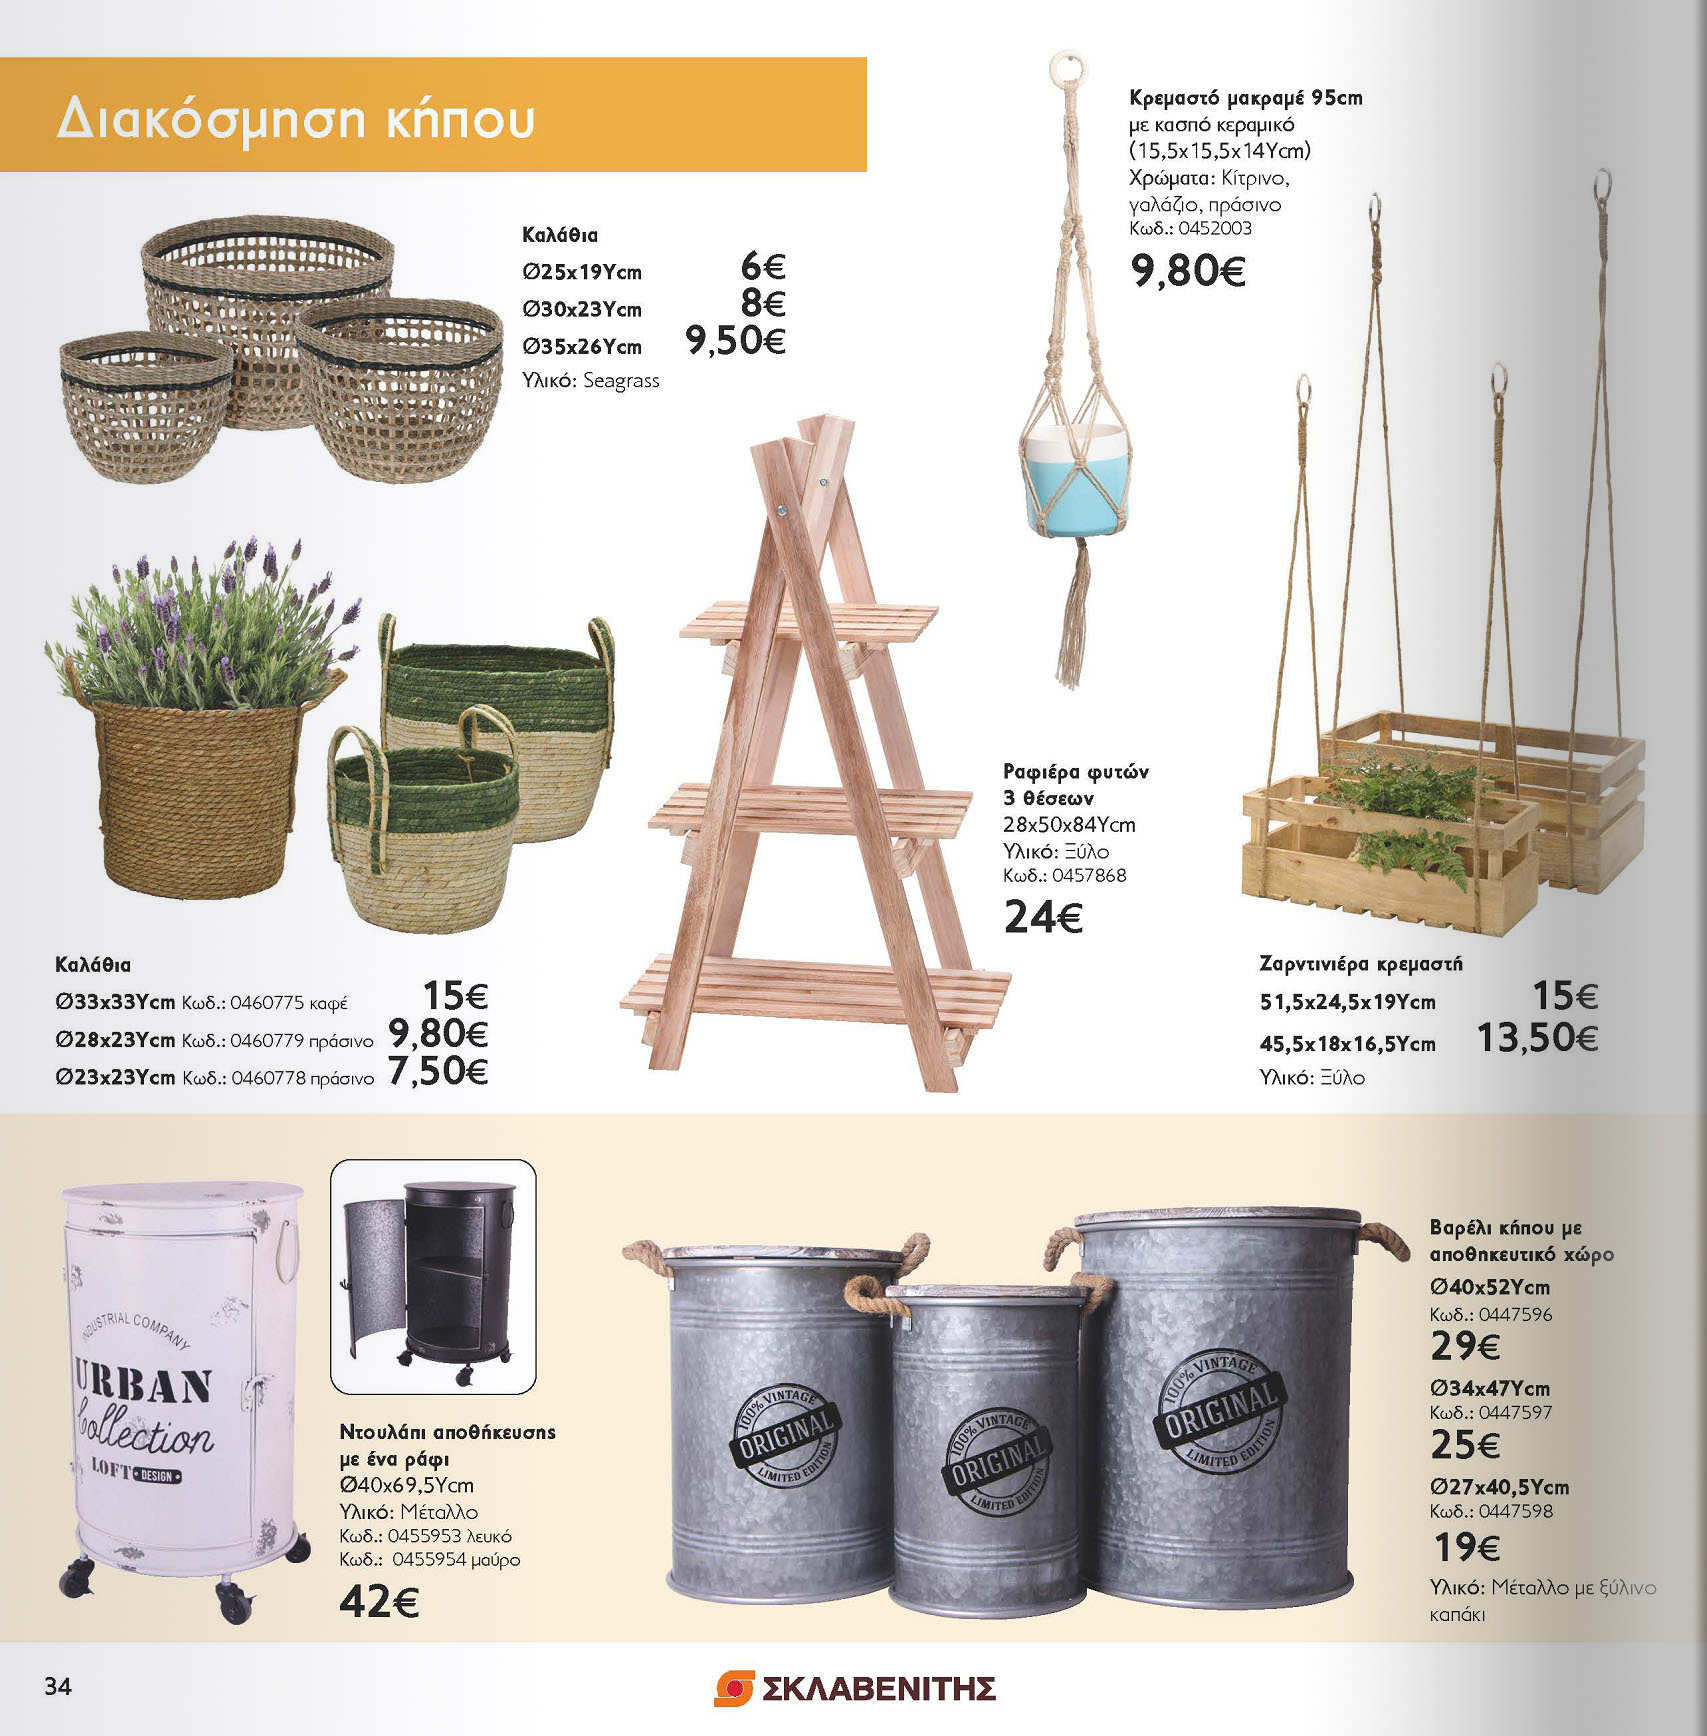 Διακόσμηση κήπου
Καλάθια
Ø25x19Ycm 6€
Ø30x23Ycm 8€
Ø35x26Ycm 9,50€
Υλικό: Seagrass
Κρεμαστό μακραμέ 95cm
με κασπό κεραμικό
(15,5x15,5x14Ycm)
Χρώματα: Κίτρινο,
γαλάζιο, πράσινο
Κωδ.: 0452003
9,80€
Καλάθια
Ø33x33Ycm Κωδ.: 0460775 καφέ 15€
Ø28x23Ycm Κωδ.: 0460779 πράσινο 9,80€
Ø23x23Ycm Κωδ.: 0460778 πράσινο 7,50€
Ραφιέρα φυτών
3 θέσεων
28x50x84Ycm
Υλικό: Ξύλο
Κωδ.: 0457868
24€
Ζαρντινιέρα κρεμαστή
51,5x24,5x19Ycm 15€
45,5x18x16,5Ycm 13,50€
Υλικό: Ξύλο
INDUSTRIAL COMPANY
URBAN
Collection
LOFT DESIGN
Ντουλάπι αποθήκευσης
με ένα ράφι
Ø40x69,5Ycm
Υλικό: Μέταλλο
Κωδ.: 0455953 λευκό
Κωδ.: 0455954 μαύρο
42€
100% VINTAGE
ORIGINAL
LIMITED EDITION
100% VINTAGE
ORIGINAL
LIMITED EDITION
100% VINTAGE
ORIGINAL
LIMITED EDITION
Βαρέλι κήπου με
αποθηκευτικό χώρο
Ø40x52Ycm
Κωδ.: 0447596
29€
Ø34x47Ycm
Κωδ.: 0447597
25€
Ø27x40,5Ycm
Κωδ.: 0447598
19€
Υλικό: Μέταλλο με ξύλινο
καπάκι
34
ΣΚΛΑΒΕΝΙΤΗΣ